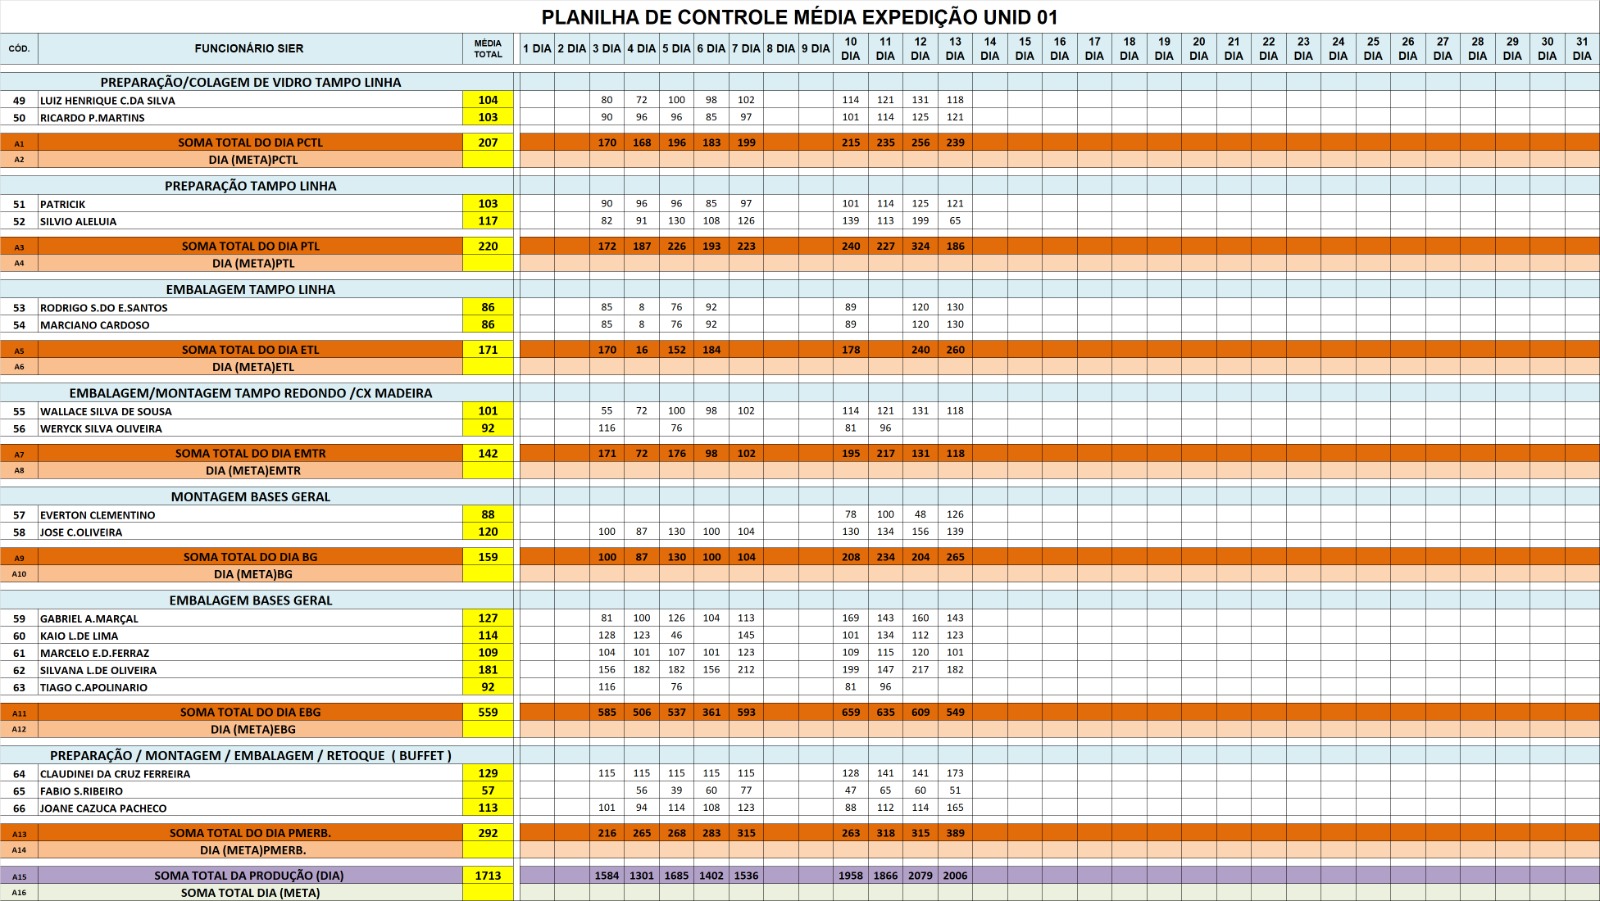 PLANILHA DE CONTROLE MÉDIA EXPEDIÇÃO UNID 01
CÓD. FUNCIONÁRIO SIER MÉDIA TOTAL 1 DIA 2 DIA 3 DIA 4 DIA 5 DIA 6 DIA 7 DIA 8 DIA 9 DIA 10 DIA 11 DIA 12 DIA 13 DIA 14 DIA 15 DIA 16 DIA 17 DIA 18 DIA 19 DIA 20 DIA 21 DIA 22 DIA 23 DIA 24 DIA 25 DIA 26 DIA 27 DIA 28 DIA 29 DIA 30 DIA 31 DIA
PREPARAÇÃO/COLAGEM DE VIDRO TAMPO LINHA
49 LUIZ HENRIQUE C.DA SILVA 104 80 72 100 98 102 114 121 131 118
50 RICARDO P.MARTINS 103 90 96 96 85 97 101 114 125 121
A1 SOMA TOTAL DO DIA PCTL 207 170 168 196 183 199 215 235 256 239
A2 DIA (META)PCTL
PREPARAÇÃO TAMPO LINHA
51 PATRICIK 103 90 96 96 85 97 101 114 125 121
52 SILVIO ALELUIA 117 82 91 130 108 126 139 113 199 65
A3 SOMA TOTAL DO DIA PTL 220 172 187 226 193 223 240 227 324 186
A4 DIA (META)PTL
EMBALAGEM TAMPO LINHA
53 RODRIGO S.DO E.SANTOS 86 85 8 76 92 89 120 130
54 MARCIANO CARDOSO 86 85 8 76 92 89 120 130
A5 SOMA TOTAL DO DIA ETL 171 170 16 152 184 178 240 260
A6 DIA (META)ETL
EMBALAGEM/MONTAGEM TAMPO REDONDO /CX MADEIRA
55 WALLACE SILVA DE SOUSA 101 55 72 100 98 102 114 121 131 118
56 WERYCK SILVA OLIVEIRA 92 116 76 81 96
A7 SOMA TOTAL DO DIA EMTR 142 171 72 176 98 102 195 217 131 118
A8 DIA (META)EMTR
MONTAGEM BASES GERAL
57 EVERTON CLEMENTINO 88 78 100 48 126
58 JOSE C.OLIVEIRA 120 100 87 130 100 104 130 134 156 139
A9 SOMA TOTAL DO DIA BG 159 100 87 130 100 104 208 234 204 265
A10 DIA (META)BG
EMBALAGEM BASES GERAL
59 GABRIEL A.MARÇAL 127 81 100 126 104 113 169 143 160 143
60 KAIO L.DE LIMA 114 128 123 46 145 101 134 112 123
61 MARCELO E.D.FERRAZ 109 104 101 107 101 123 109 115 120 101
62 SILVANA L.DE OLIVEIRA 181 156 182 182 156 212 199 147 217 182
63 TIAGO C.APOLINARIO 92 116 76 81 96
A11 SOMA TOTAL DO DIA EBG 559 585 506 537 361 593 659 635 609 549
A12 DIA (META)EBG
PREPARAÇÃO / MONTAGEM / EMBALAGEM / RETOQUE ( BUFFET )
64 CLAUDINEI DA CRUZ FERREIRA 129 115 115 115 115 115 128 141 141 173
65 FABIO S.RIBEIRO 57 56 39 60 77 47 65 60 51
66 JOANE CAZUCA PACHECO 113 101 94 114 108 123 88 112 114 165
A13 SOMA TOTAL DO DIA PMERB. 292 216 265 268 283 315 263 318 315 389
A14 DIA (META)PMERB.
A15 SOMA TOTAL DA PRODUÇÃO (DIA) 1713 1584 1301 1685 1402 1536 1958 1866 2079 2006
A16 SOMA TOTAL DIA (META)